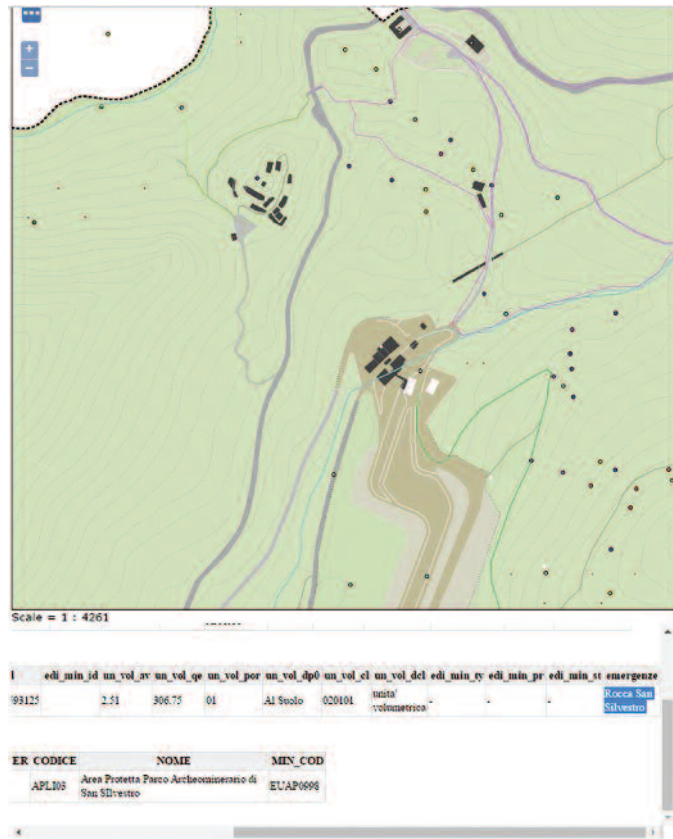 +
−
Scale = 1 : 4261
edi_min_id un_vol_av un_vol_qe un_vol_por un_vol_dp0 un_vol_cl un_vol_dcl edi_min_ty edi_min_pr edi_min_st emergenze
93125 2.51 306.75 01 Al Suolo 020101 unita' volumetrica - - - Rocca San Silvestro
ER CODICE NOME MIN_COD
APLI03 Area Protetta Parco Archeominerario di San SIlvestro EUAP0998